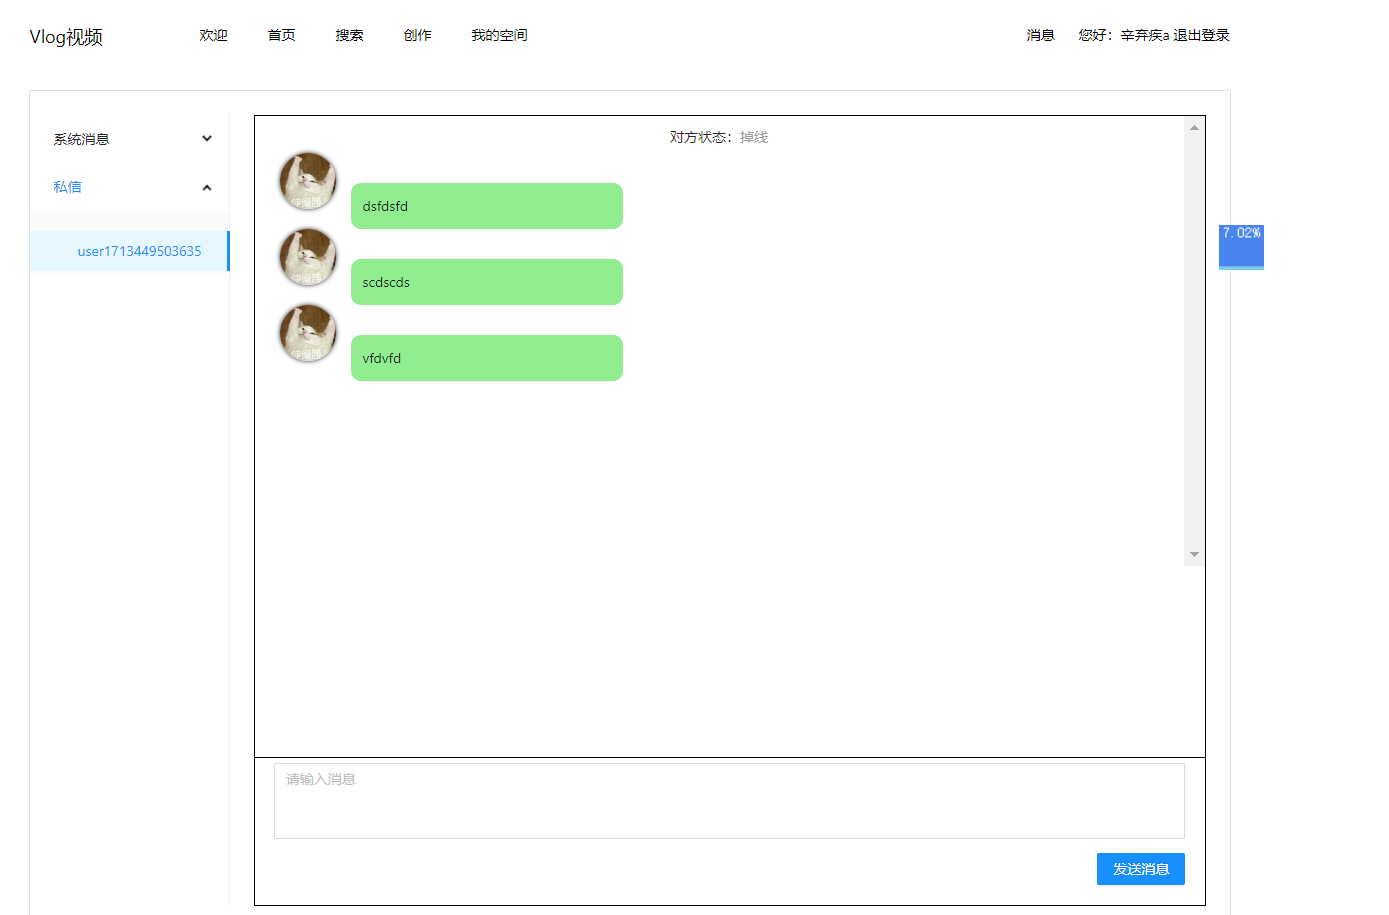 Vlog视频 欢迎 首页 搜索 创作 我的空间 消息 您好：辛弃疾a 退出登录
系统消息
私信
user1713449503635
对方状态：掉线
dsfdsfd
scdscds
vfdvfd
7.02%
请输入消息
发送消息